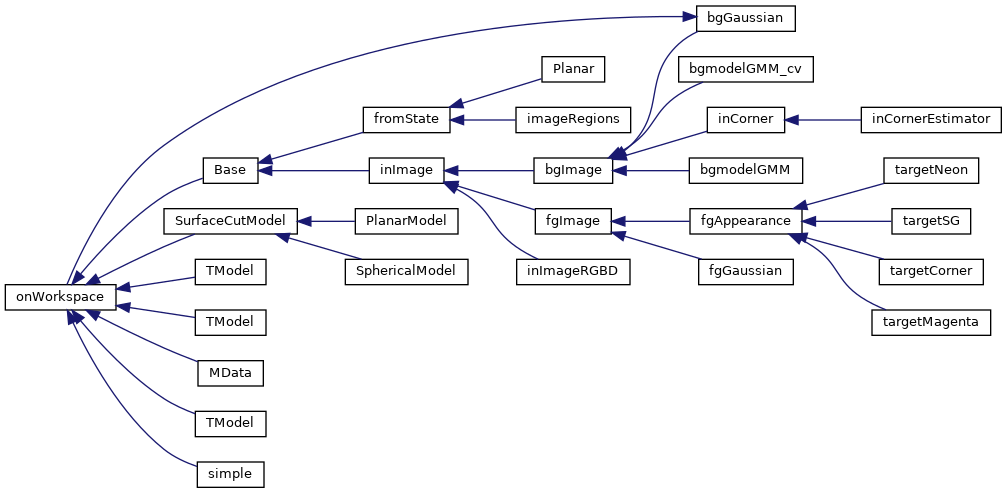 bgGaussian
Planar
bgmodelGMM_cv
fromState
imageRegions
inCorner
inCornerEstimator
Base
inImage
bgImage
bgmodelGMM
targetNeon
SurfaceCutModel
PlanarModel
fgImage
fgAppearance
targetSG
TModel
SphericalModel
inImageRGBD
fgGaussian
targetCorner
onWorkspace
TModel
targetMagenta
MData
TModel
simple